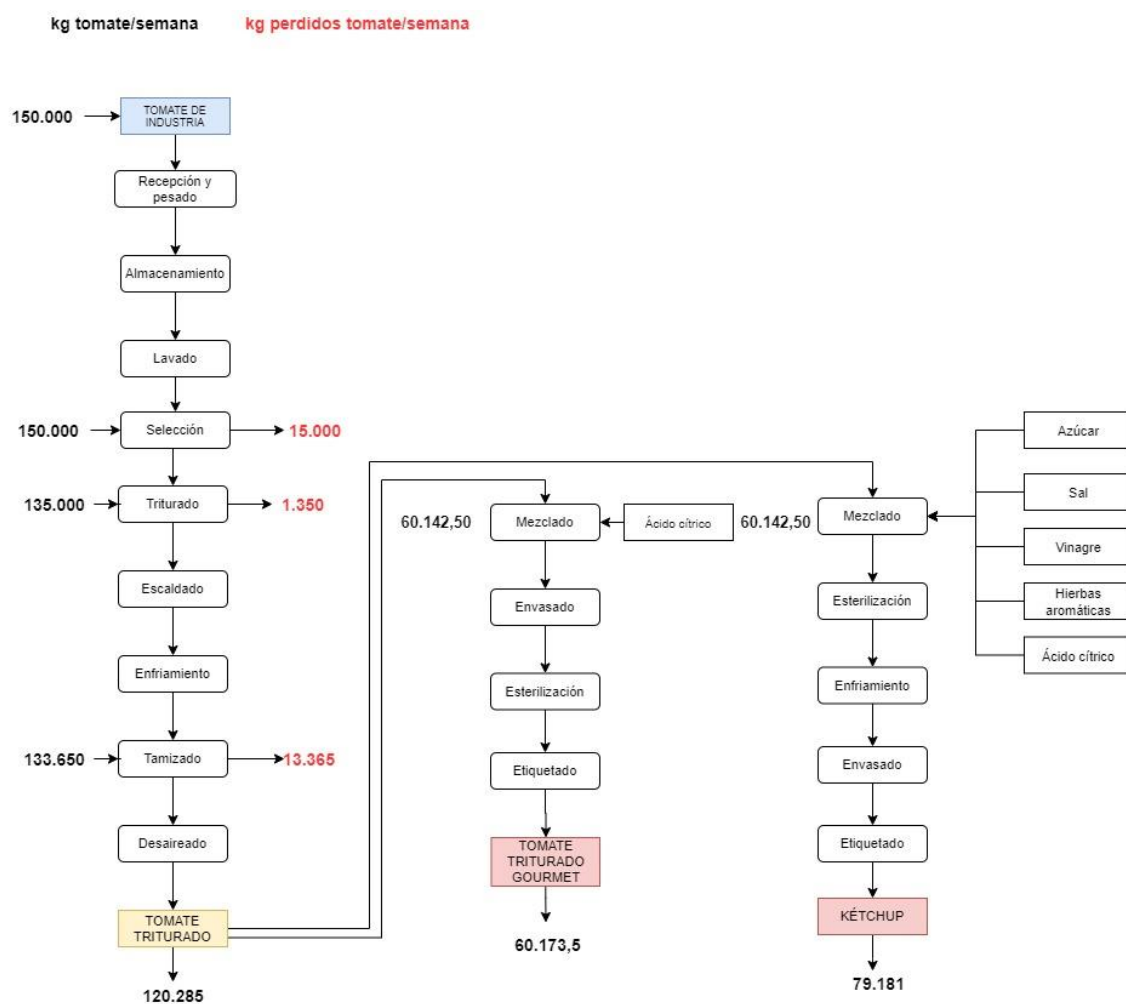 kg tomate/semana
kg perdidos tomate/semana
150.000
TOMATE DE
INDUSTRIA
Recepción y
pesado
Almacenamiento
Lavado
150.000
Selección
15.000
135.000
Triturado
1.350
Escaldado
Enfriamiento
133.650
Tamizado
13.365
Desaireado
TOMATE
TRITURADO
120.285
60.142,50
Mezclado
Ácido cítrico
Envasado
Esterilización
Etiquetado
TOMATE
TRITURADO
GOURMET
60.173,5
60.142,50
Mezclado
Azúcar
Sal
Vinagre
Hierbas
aromáticas
Ácido cítrico
Esterilización
Enfriamiento
Envasado
Etiquetado
KÉTCHUP
79.181